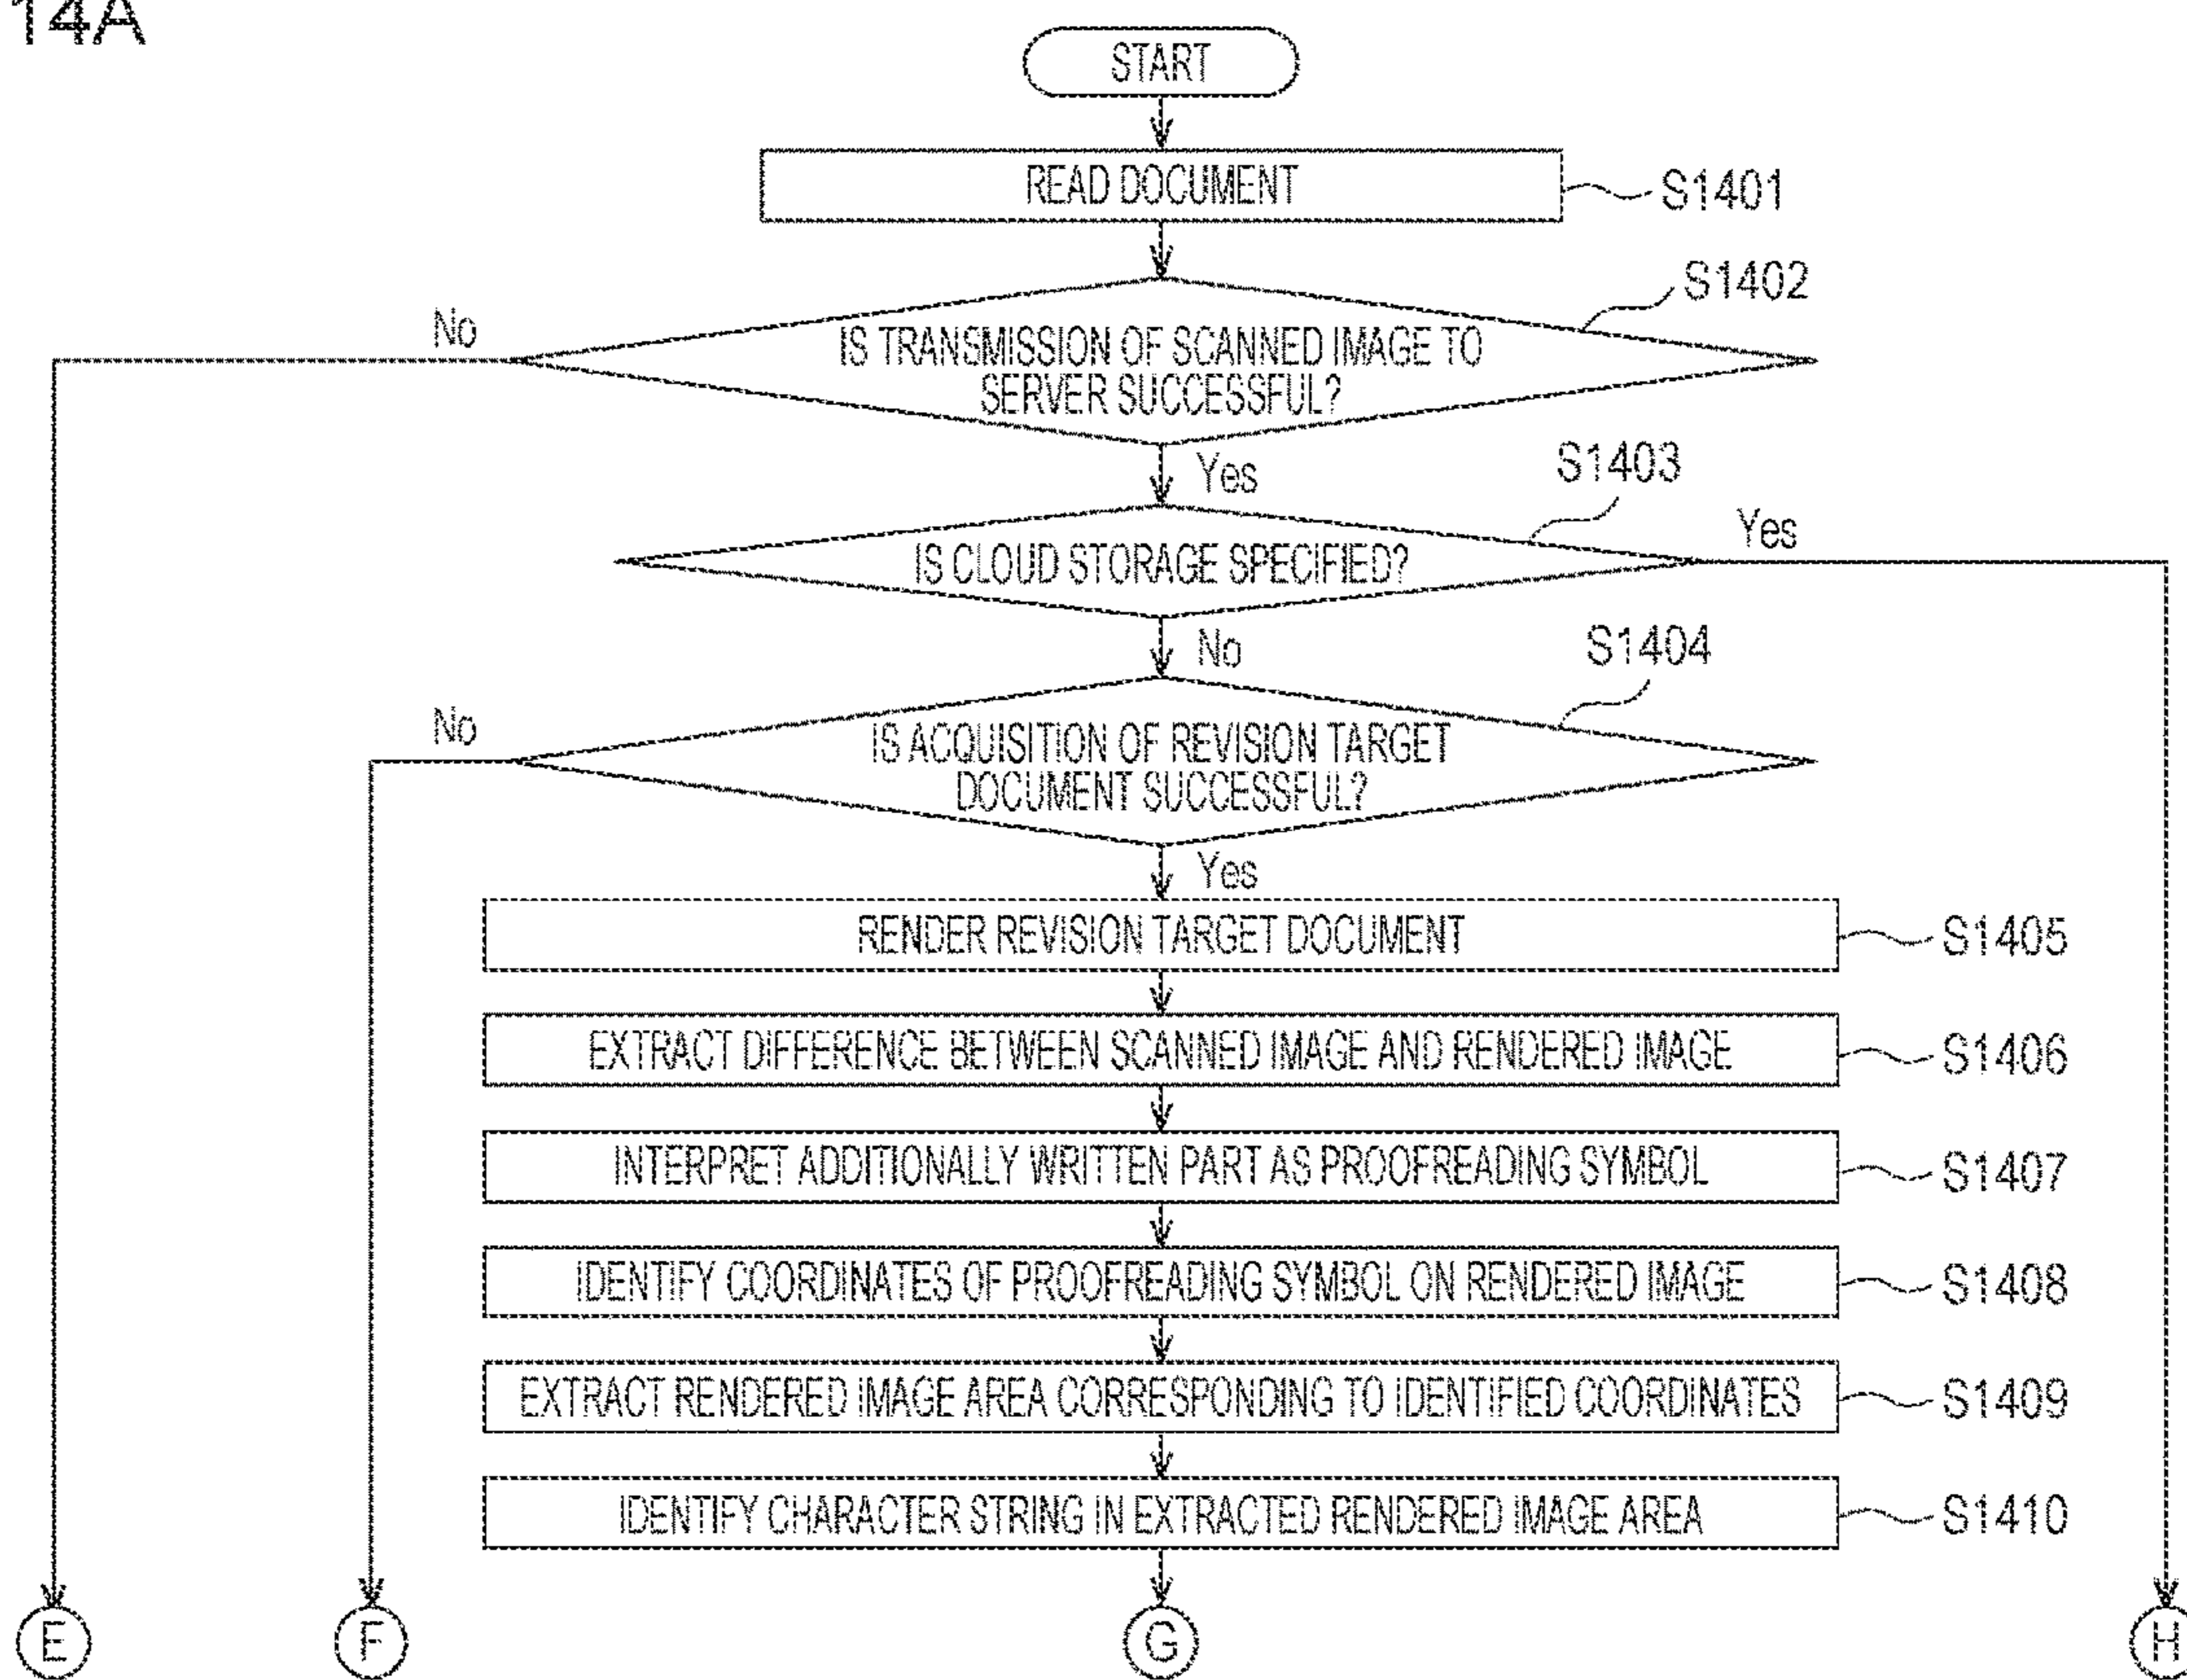 14A
START
READ DOCUMENT
S1401
S1402
No
IS TRANSMISSION OF SCANNED IMAGE TO
SERVER SUCCESSFUL?
Yes
S1403
Yes
IS CLOUD STORAGE SPECIFIED?
No
S1404
No
IS ACQUISITION OF REVISION TARGET
DOCUMENT SUCCESSFUL?
Yes
RENDER REVISION TARGET DOCUMENT
S1405
EXTRACT DIFFERENCE BETWEEN SCANNED IMAGE AND RENDERED IMAGE
S1406
INTERPRET ADDITIONALLY WRITTEN PART AS PROOFREADING SYMBOL
S1407
IDENTIFY COORDINATES OF PROOFREADING SYMBOL ON RENDERED IMAGE
S1408
EXTRACT RENDERED IMAGE AREA CORRESPONDING TO IDENTIFIED COORDINATES
S1409
IDENTIFY CHARACTER STRING IN EXTRACTED RENDERED IMAGE AREA
S1410
E
F
G
H